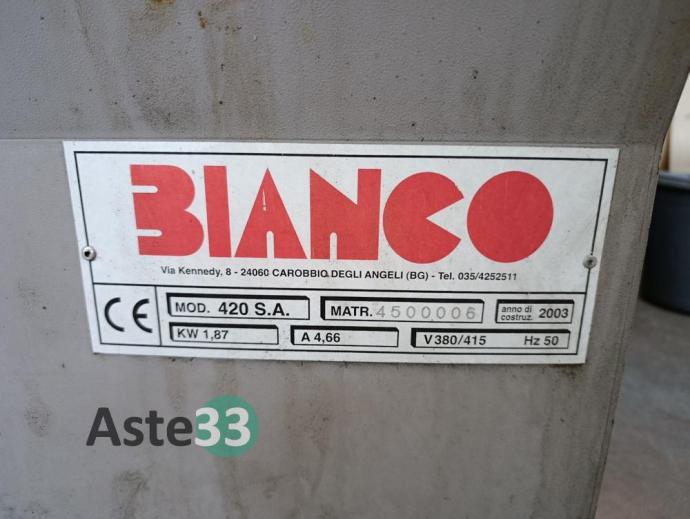 BIANCO
Via Kennedy, 8 - 24060 CAROBBIO DEGLI ANGELI (BG) - Tel. 035/4252511
CE MOD. 420 S.A. MATR. 4500006 anno di costruz. 2003
KW 1,87 A 4,66 V 380/415 Hz 50
Aste33